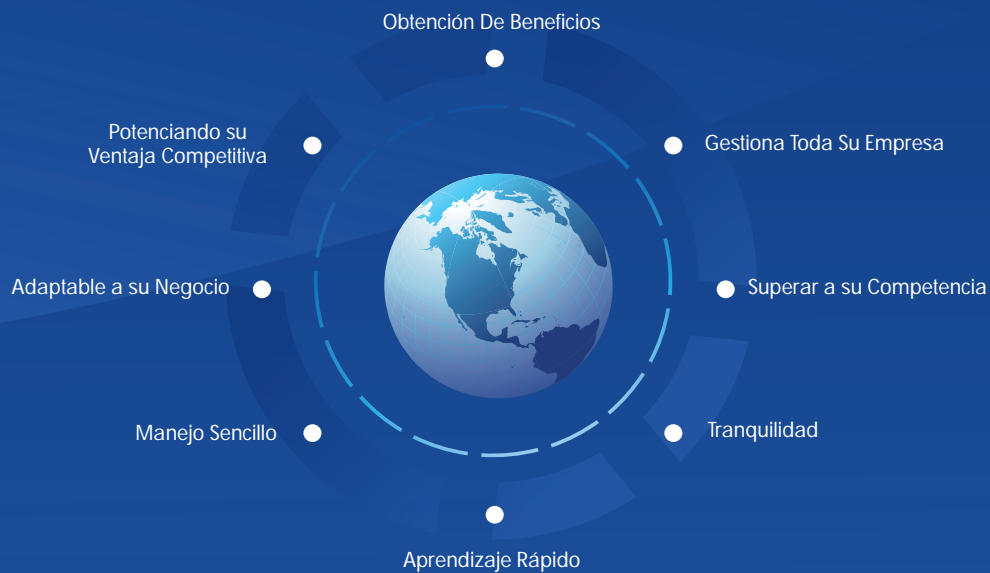 Obtención De Beneficios
Potenciando su
Ventaja Competitiva
Gestiona Toda Su Empresa
Adaptable a su Negocio
Superar a su Competencia
Manejo Sencillo
Tranquilidad
Aprendizaje Rápido